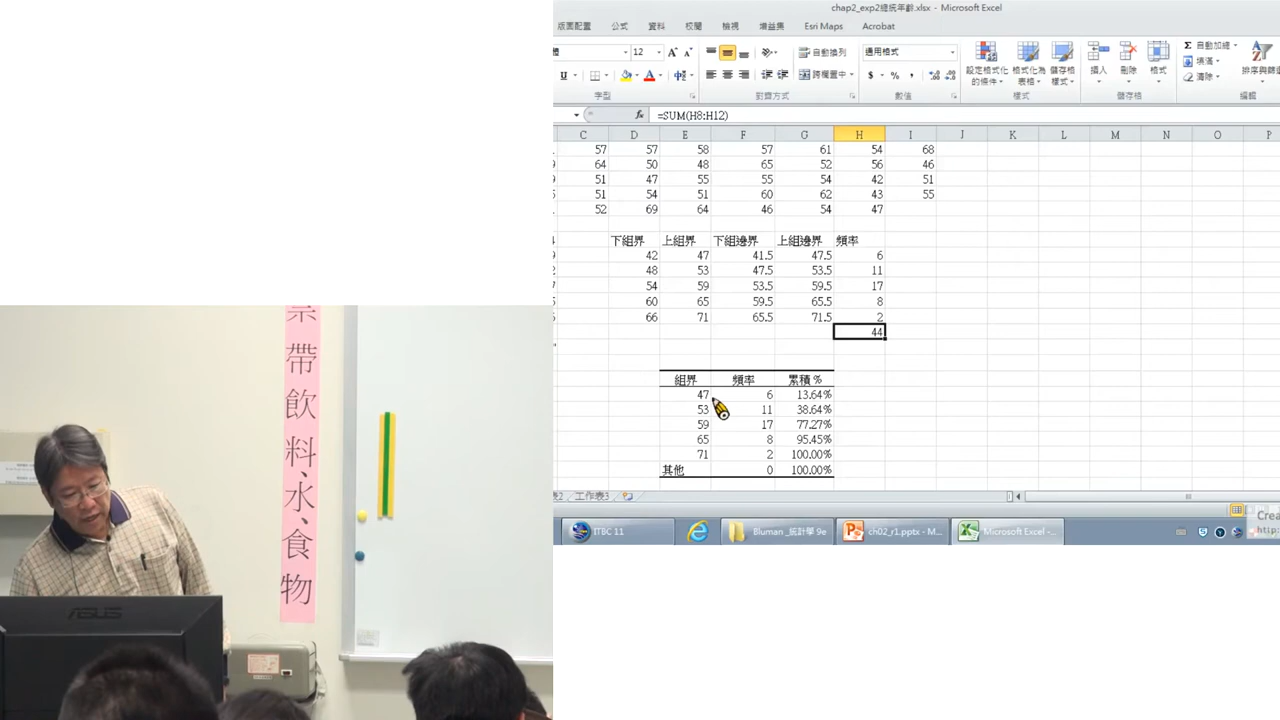 chap2_exp2總統年齡.xlsx - Microsoft Excel
版面配置 公式 資料 校閱 檢視 增益集 Esri Maps Acrobat
12 A A 自動換列 通用格式 設定格式化的條件 格式化為表格 儲存格樣式 插入 刪除 格式 Σ 自動加總 填滿 清除 排序與篩選
U A 跨欄置中 $ % ,
字型 對齊方式 數值 樣式 儲存格 編輯
fx =SUM(H8:H12)
C D E F G H I J K L M N O P
57 57 58 57 61 54 68
64 50 48 65 52 56 46
51 47 55 55 54 42 51
51 54 51 60 62 43 55
52 69 64 46 54 47
下組界 上組界 下組邊界 上組邊界 頻率
42 47 41.5 47.5 6
48 53 47.5 53.5 11
54 59 53.5 59.5 17
60 65 59.5 65.5 8
66 71 65.5 71.5 2
44
組界 頻率 累積 %
47 6 13.64%
53 11 38.64%
59 17 77.27%
65 8 95.45%
71 2 100.00%
其他 0 100.00%
工作表3
ITBC 11 Bluman _統計學 9e ch02_r1.pptx - M... Microsoft Excel -...
禁帶飲料、水、食物
ASUS